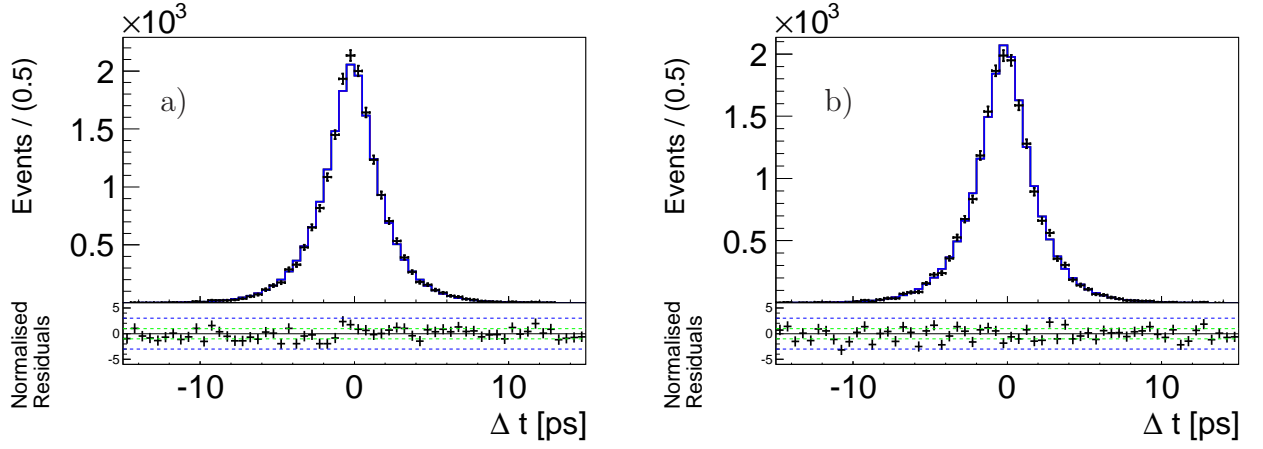 ×10³
Events / (0.5)
2
1.5
1
0.5
a)
Normalised
Residuals
5
0
-5
-10 0 10
Δ t [ps]
×10³
Events / (0.5)
2
1.5
1
0.5
b)
Normalised
Residuals
5
0
-5
-10 0 10
Δ t [ps]